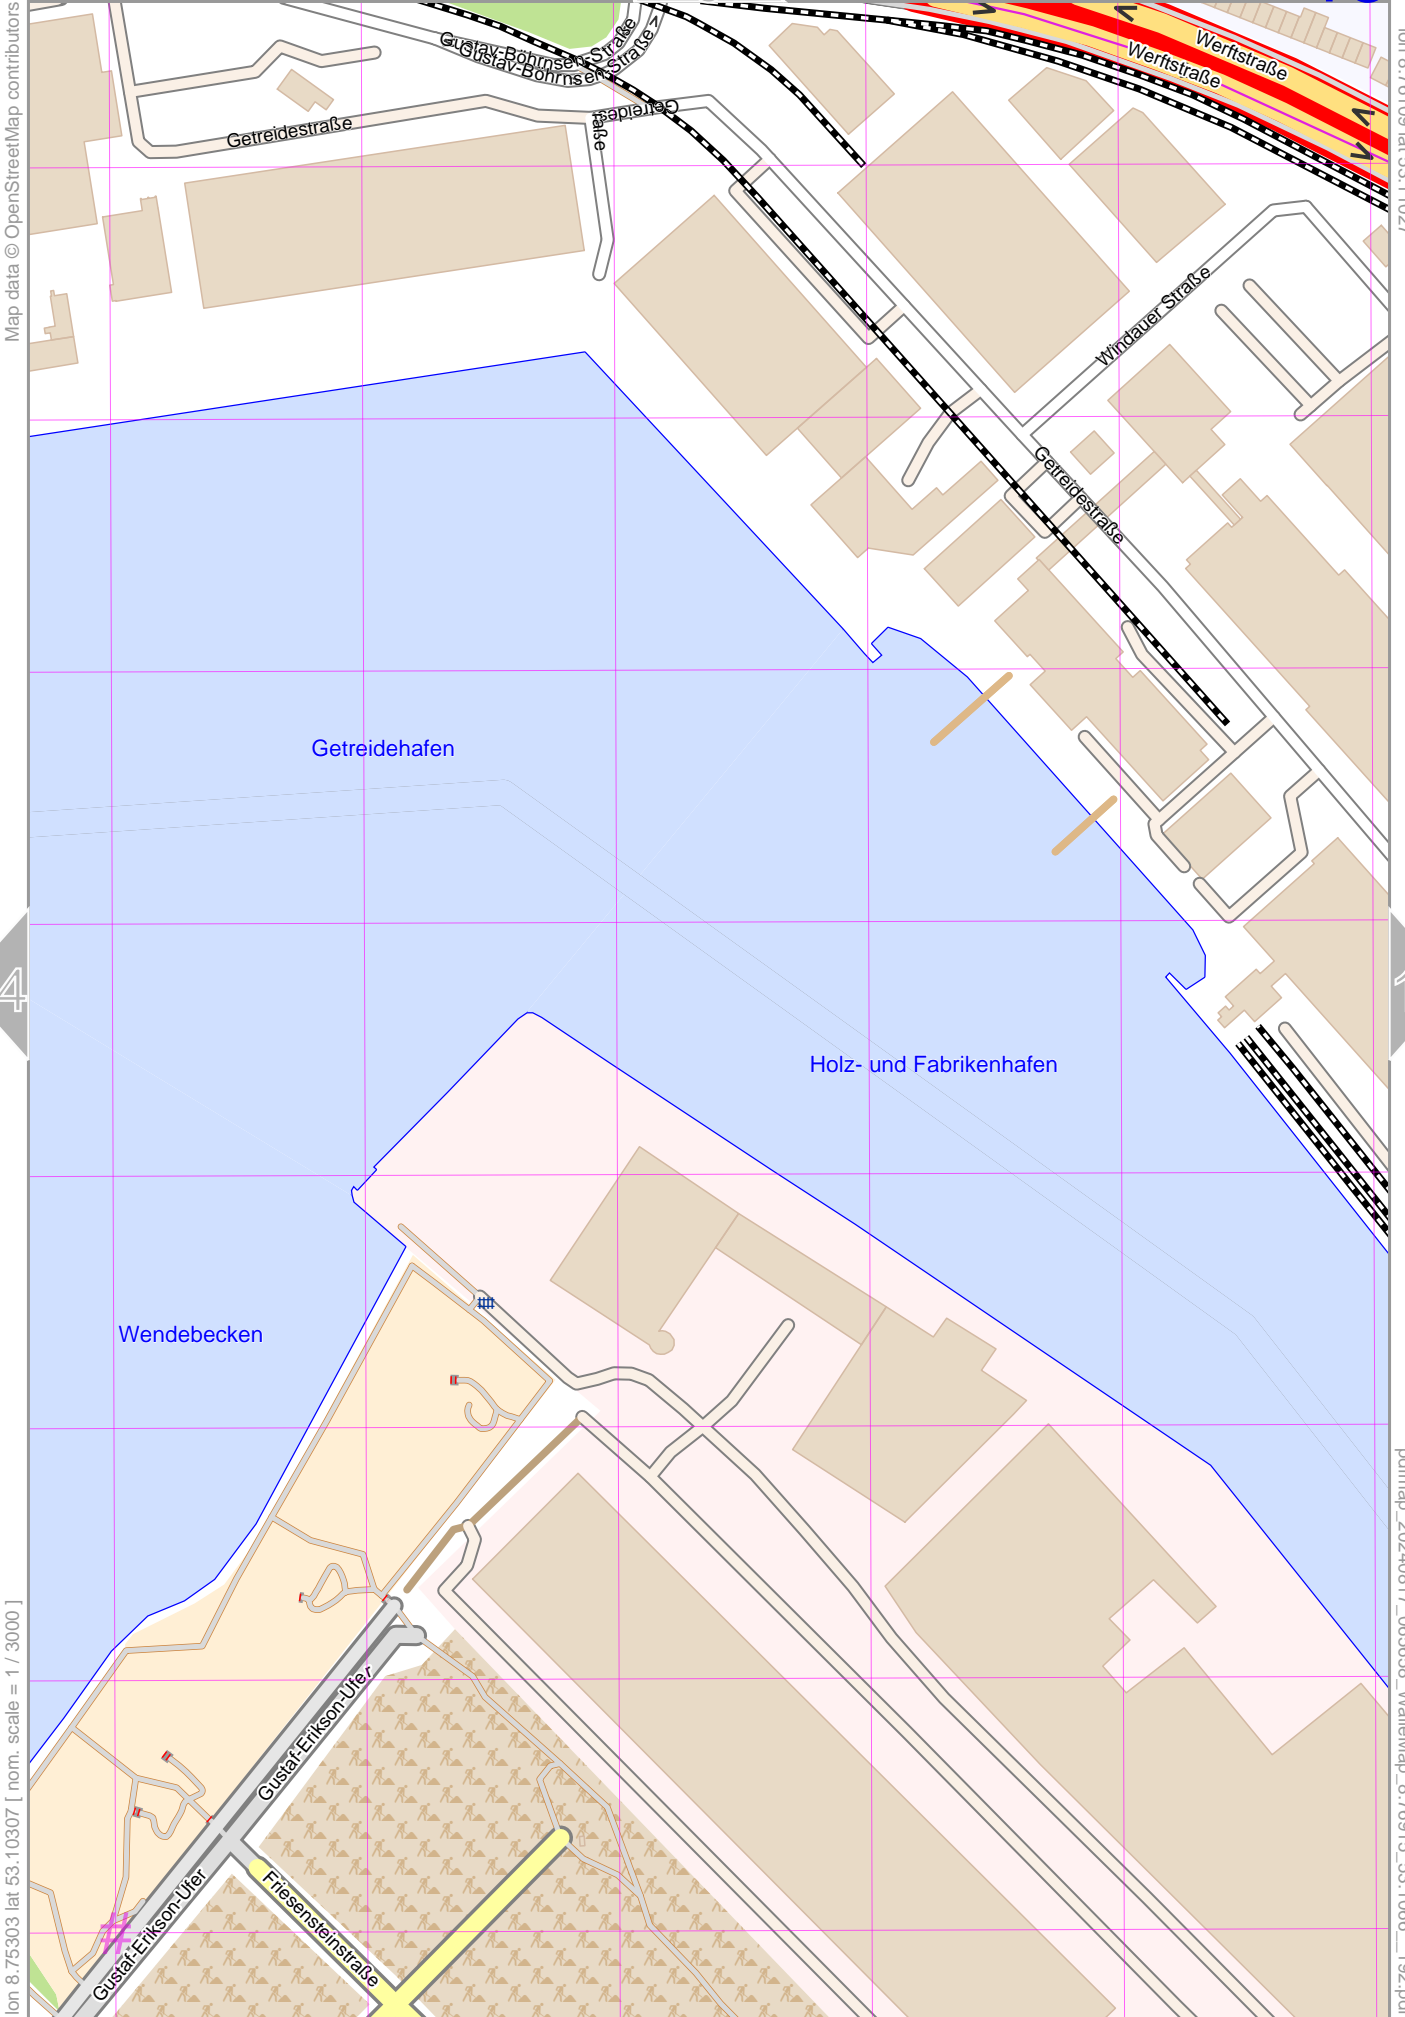 Map data © OpenStreetMap contributors
Gustav-Böhrnsen-Straße
Gustav-Böhrnsen-Straße
Werftstraße
Werftstraße
Getreidestraße
Windauer Straße
Getreidestraße
Getreidehafen
4
Holz- und Fabrikenhafen
Wendebecken
Gustaf-Erikson-Ufer
Gustaf-Erikson-Ufer
Friesensteinstraße
lon 8.75303 lat 53.10307 [ nom. scale = 1 / 3000 ]